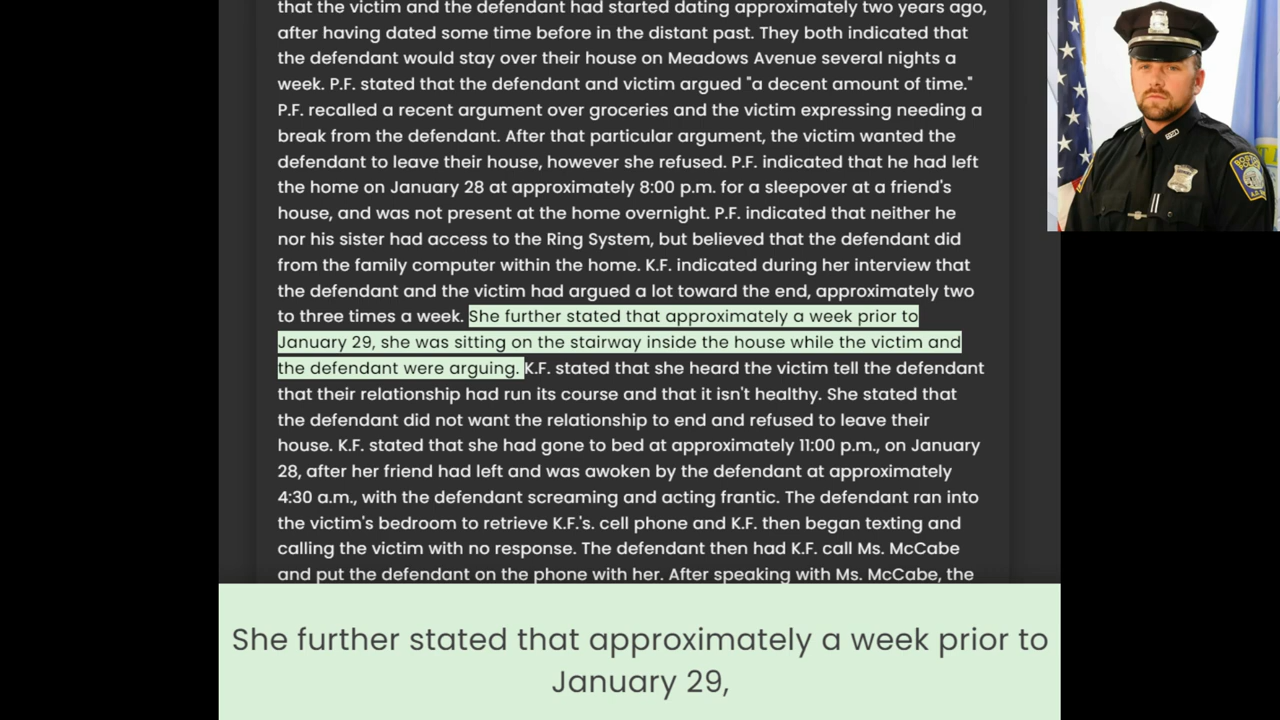 that the victim and the defendant had started dating approximately two years ago,
after having dated some time before in the distant past. They both indicated that
the defendant would stay over their house on Meadows Avenue several nights a
week. P.F. stated that the defendant and victim argued "a decent amount of time."
P.F. recalled a recent argument over groceries and the victim expressing needing a
break from the defendant. After that particular argument, the victim wanted the
defendant to leave their house, however she refused. P.F. indicated that he had left
the home on January 28 at approximately 8:00 p.m. for a sleepover at a friend's
house, and was not present at the home overnight. P.F. indicated that neither he
nor his sister had access to the Ring System, but believed that the defendant did
from the family computer within the home. K.F. indicated during her interview that
the defendant and the victim had argued a lot toward the end, approximately two
to three times a week. She further stated that approximately a week prior to
January 29, she was sitting on the stairway inside the house while the victim and
the defendant were arguing. K.F. stated that she heard the victim tell the defendant
that their relationship had run its course and that it isn't healthy. She stated that
the defendant did not want the relationship to end and refused to leave their
house. K.F. stated that she had gone to bed at approximately 11:00 p.m., on January
28, after her friend had left and was awoken by the defendant at approximately
4:30 a.m., with the defendant screaming and acting frantic. The defendant ran into
the victim's bedroom to retrieve K.F.'s. cell phone and K.F. then began texting and
calling the victim with no response. The defendant then had K.F. call Ms. McCabe
and put the defendant on the phone with her. After speaking with Ms. McCabe, the
She further stated that approximately a week prior to
January 29,